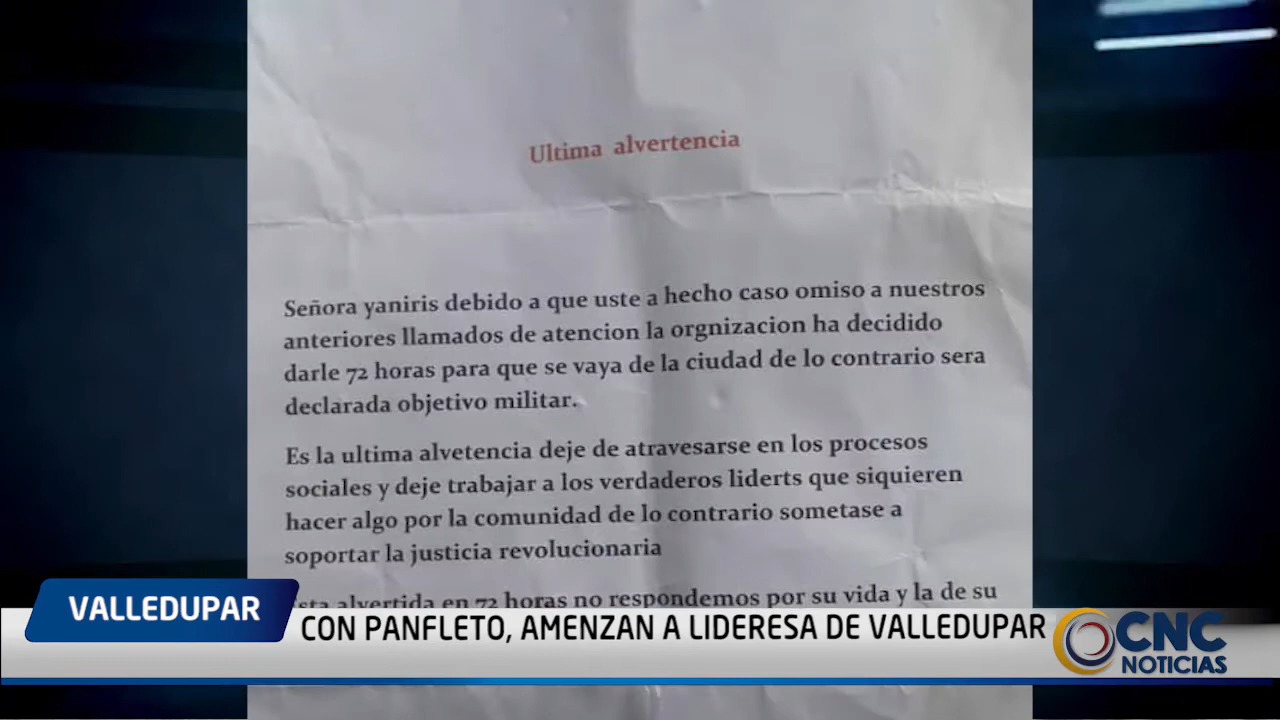 Ultima alvertencia
Señora yaniris debido a que uste a hecho caso omiso a nuestros
anteriores llamados de atencion la orgnizacion ha decidido
darle 72 horas para que se vaya de la ciudad de lo contrario sera
declarada objetivo militar.
Es la ultima alvetencia deje de atravesarse en los procesos
sociales y deje trabajar a los verdaderos liderts que siquieren
hacer algo por la comunidad de lo contrario sometase a
soportar la justicia revolucionaria
Esta alvertida en 72 horas no respondemos por su vida y la de su
VALLEDUPAR
CON PANFLETO, AMENZAN A LIDERESA DE VALLEDUPAR
CNC
NOTICIAS